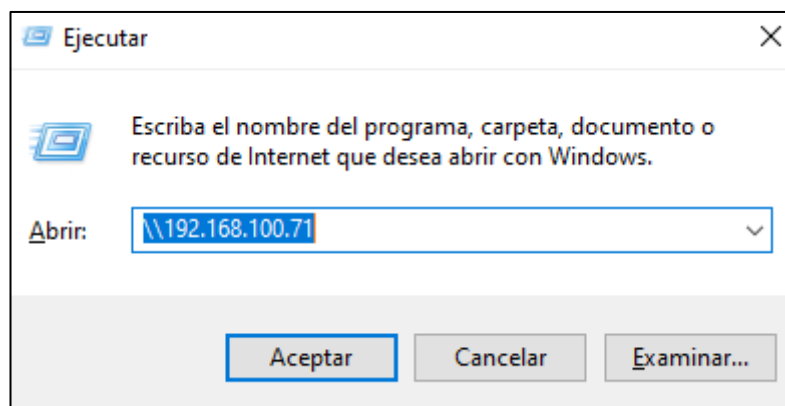 Ejecutar
Escriba el nombre del programa, carpeta, documento o
recurso de Internet que desea abrir con Windows.
Abrir: \\192.168.100.71
Aceptar Cancelar Examinar...